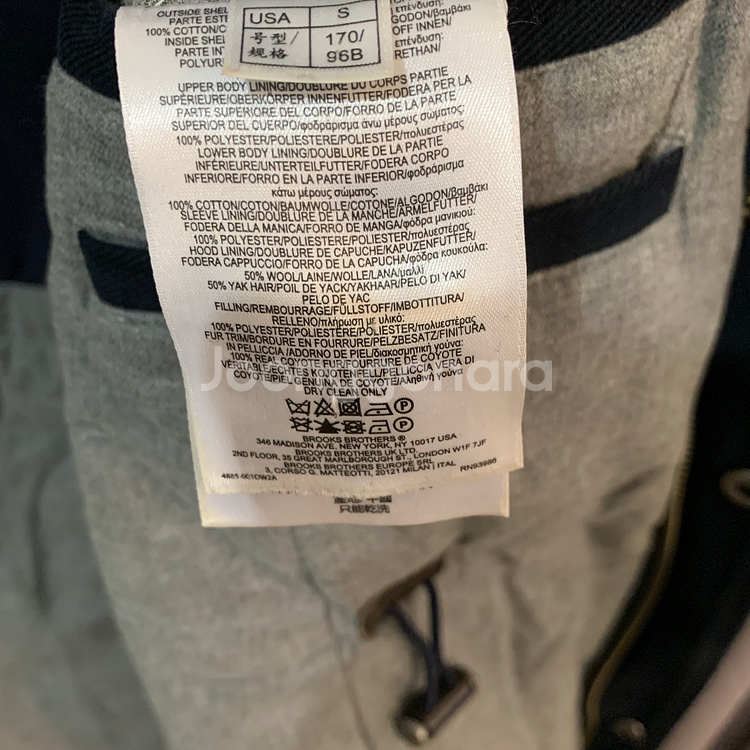 OUTSIDE SHEL
PARTE EST
100% COTTON/C
INSIDE SHEL
PARTE INT
POLYUR
USA S
号型/ 170/
规格 96B
GODON/βαμβάκι
OFF INNEN/
επένδυση:
RETHAN/
UPPER BODY LINING/DOUBLURE DU CORPS PARTIE
SUPÉRIEURE/OBERKÖRPER INNENFUTTER/FODERA PER LA
PARTE SUPERIORE DEL CORPO/FORRO DE LA PARTE
SUPERIOR DEL CUERPO/φοδράρισμα άνω μέρους σώματος:
100% POLYESTER/POLYESTER/POLIESTER/πολυεστέρας
LOWER BODY LINING/DOUBLURE DE LA PARTE
INFÉRIEURE/UNTERTEILFUTTER/FODERA CORPO
INFERIORE/FORRO EN LA PARTE INFERIOR/φοδράρισμα
κάτω μέρους σώματος:
100% COTTON/COTON/BAUMWOLLE/COTONE/ALGODON/βαμβάκι
SLEEVE LINING/DOUBLURE DE LA MANCHE/ARMELFUTTER/
FODERA DELLA MANICA/FORRO DE MANGA/φόδρα μανικιού:
100% POLYESTER/POLIESTERE/POLIESTER/πολυεστέρας
HOOD LINING/DOUBLURE DE CAPUCHE/KAPUZENFUTTER/
FODERA CAPPUCCIO/FORRO DE LA CAPUCHA/φόδρα κουκούλα:
50% WOOL/LAINE/WOLLE/LANA/μαλλί
50% YAK HAIR/POIL DE YACK/YAKHAAR/PELO DI YAK/
PELO DE YAC
FILLING/REMBOURRAGE/FÜLLSTOFF/IMBOTTITURA/
RELLENO/πλήρωση με υλικό:
100% POLYESTER/POLIESTÈRE/POLIESTER/πολυεστέρας
FUR TRIM/BORDURE EN FOURRURE/PELZBESATZ/FINITURA
IN PELLICCIA/ADORNO DE PIEL/διακοσμητική γούνα:
100% REAL COYOTE FUR/FOURRURE DE COYOTE
VÉRITABLE/ECHTES KOJOTENFELL/PELLICCIA VERA DI
COYOTE/PIEL GENUINA DE COYOTE/Αληθινή γούνα
DRY CLEAN ONLY
BROOKS BROTHERS ®
346 MADISON AVE, NEW YORK, NY 10017 USA
BROOKS BROTHERS UK LTD.
2ND FLOOR, 35 GREAT MARLBOROUGH ST., LONDON W1F 7JF
BROOKS BROTHERS EUROPE SRL
3, CORSO G. MATTEOTTI, 20121 MILAN | ITAL
4885-001DW2A RN93986
只能乾洗